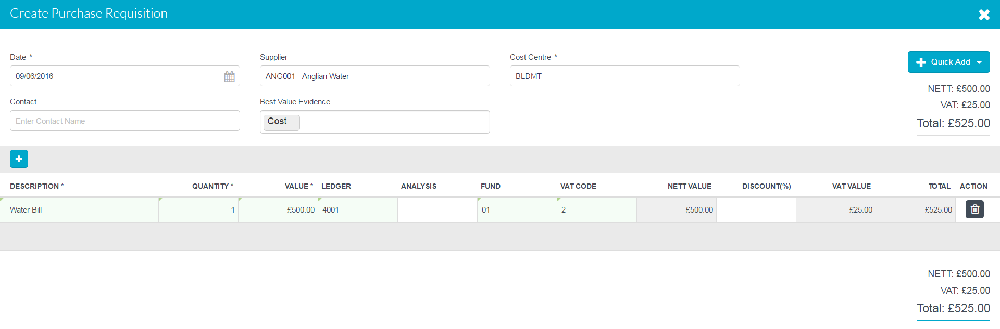 Create Purchase Requisition
Date *
Supplier
Cost Centre *
Quick Add
09/06/2016
ANG001 - Anglian Water
BLDMT
NETT: £500.00
Contact
Best Value Evidence
VAT: £25.00
Enter Contact Name
Cost
Total: £525.00
DESCRIPTION * QUANTITY * VALUE * LEDGER ANALYSIS FUND VAT CODE NETT VALUE DISCOUNT(%) VAT VALUE TOTAL ACTION
Water Bill 1 £500.00 4001 01 2 £500.00 £25.00 £525.00
NETT: £500.00
VAT: £25.00
Total: £525.00